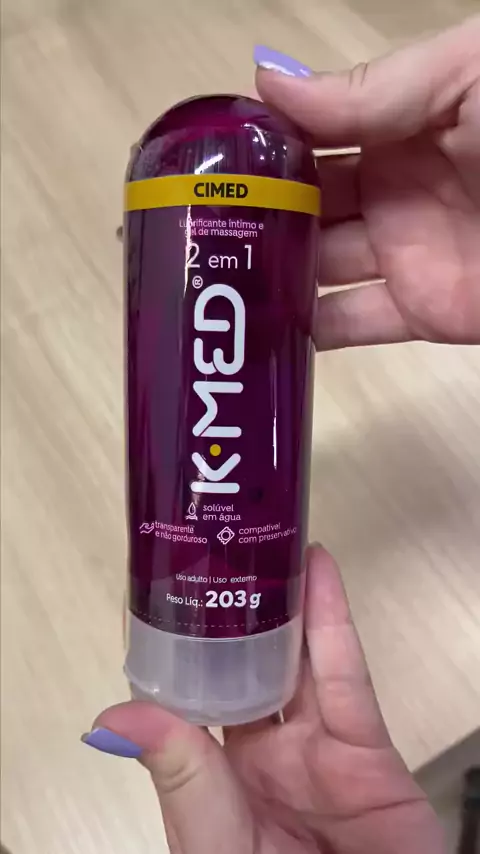 CIMED
Lubrificante íntimo e
gel de massagem
2 em 1
K·MED®
solúvel
em água
transparente
e não gorduroso
compatível
com preservativo
Uso adulto | Uso externo
Peso Líq.: 203 g